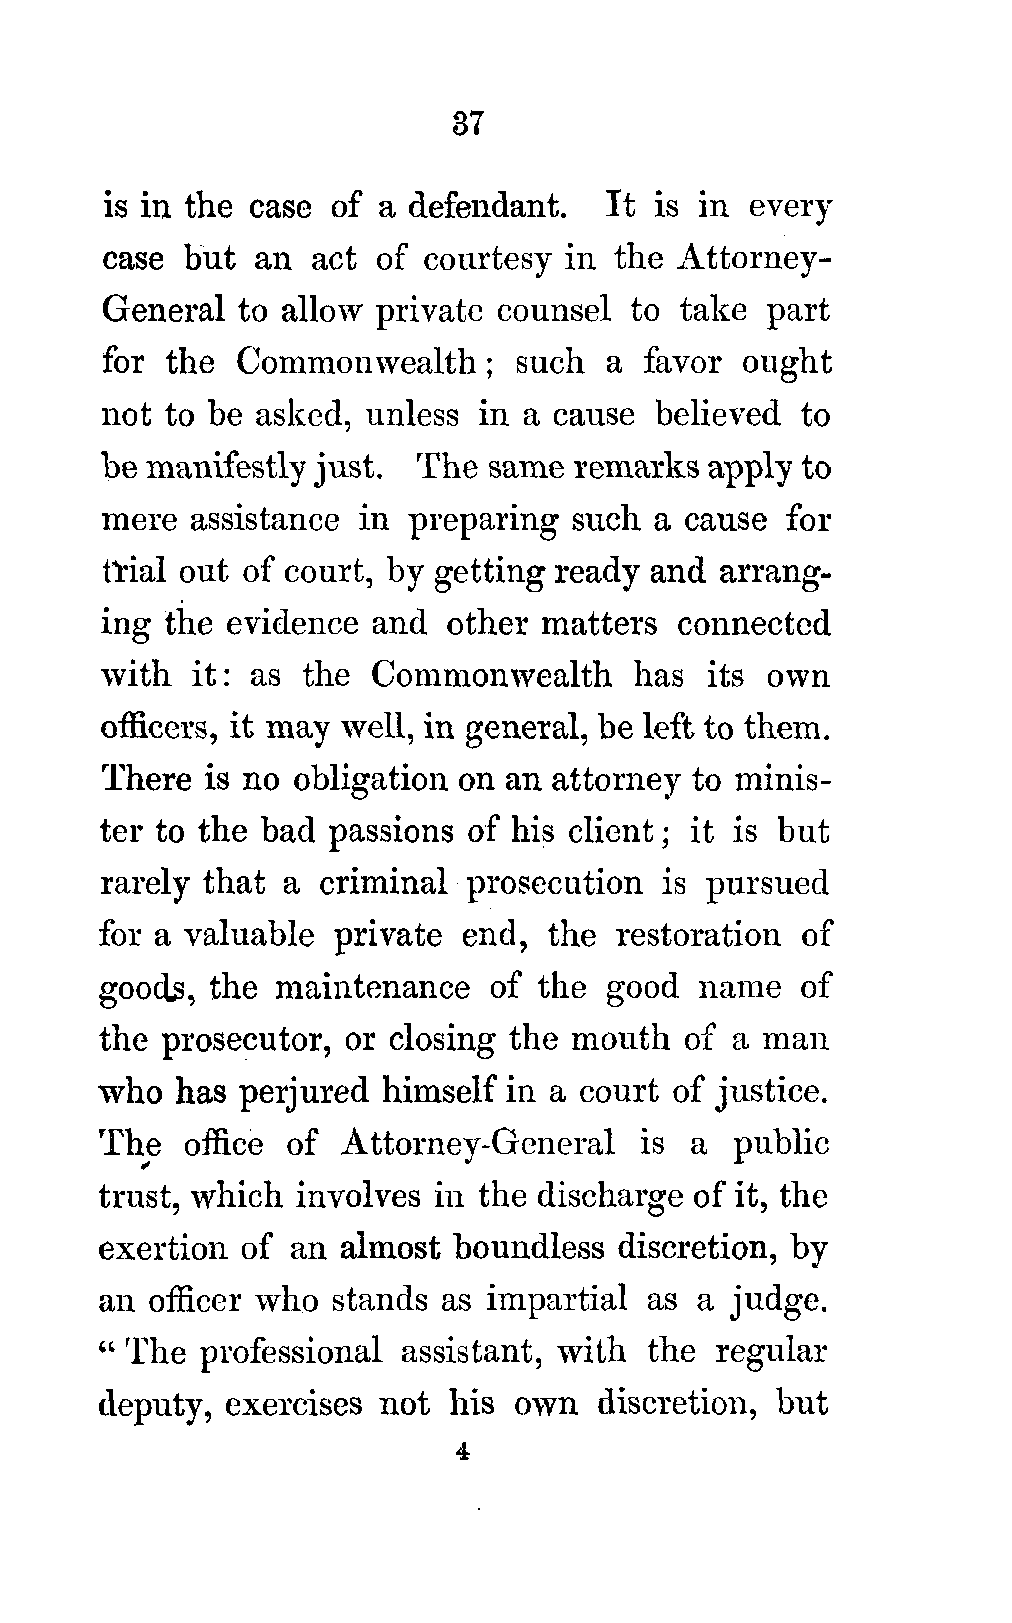 37
is in the case of a defendant. It is in every
case but an act of courtesy in the Attorney-
General to allow private counsel to take part
for the Commonwealth; such a favor ought
not to be asked, unless in a cause believed to
be manifestly just. The same remarks apply to
mere assistance in preparing such a cause for
trial out of court, by getting ready and arrang-
ing the evidence and other matters connected
with it: as the Commonwealth has its own
officers, it may well, in general, be left to them.
There is no obligation on an attorney to minis-
ter to the bad passions of his client; it is but
rarely that a criminal prosecution is pursued
for a valuable private end, the restoration of
goods, the maintenance of the good name of
the prosecutor, or closing the mouth of a man
who has perjured himself in a court of justice.
The office of Attorney-General is a public
trust, which involves in the discharge of it, the
exertion of an almost boundless discretion, by
an officer who stands as impartial as a judge.
“The professional assistant, with the regular
deputy, exercises not his own discretion, but
4